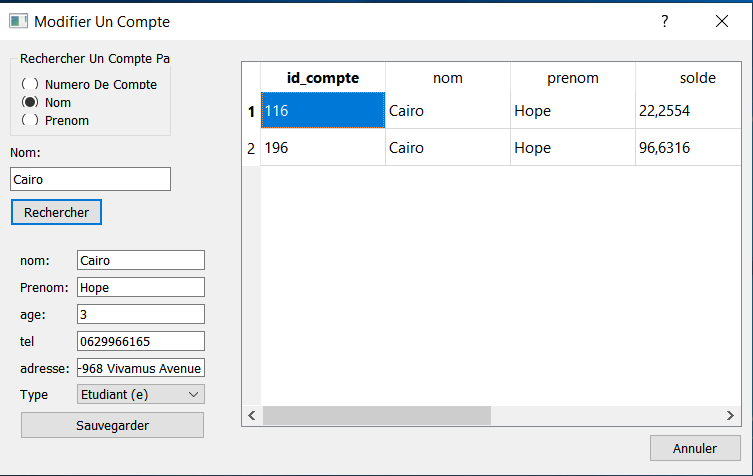 Modifier Un Compte
Rechercher Un Compte Pa
Numero De Compte
Nom
Prenom
Nom:
Cairo
Rechercher
nom: Cairo
Prenom: Hope
age: 3
tel 0629966165
adresse: -968 Vivamus Avenue
Type Etudiant (e)
Sauvegarder
id_compte nom prenom solde
1 116 Cairo Hope 22,2554
2 196 Cairo Hope 96,6316
Annuler